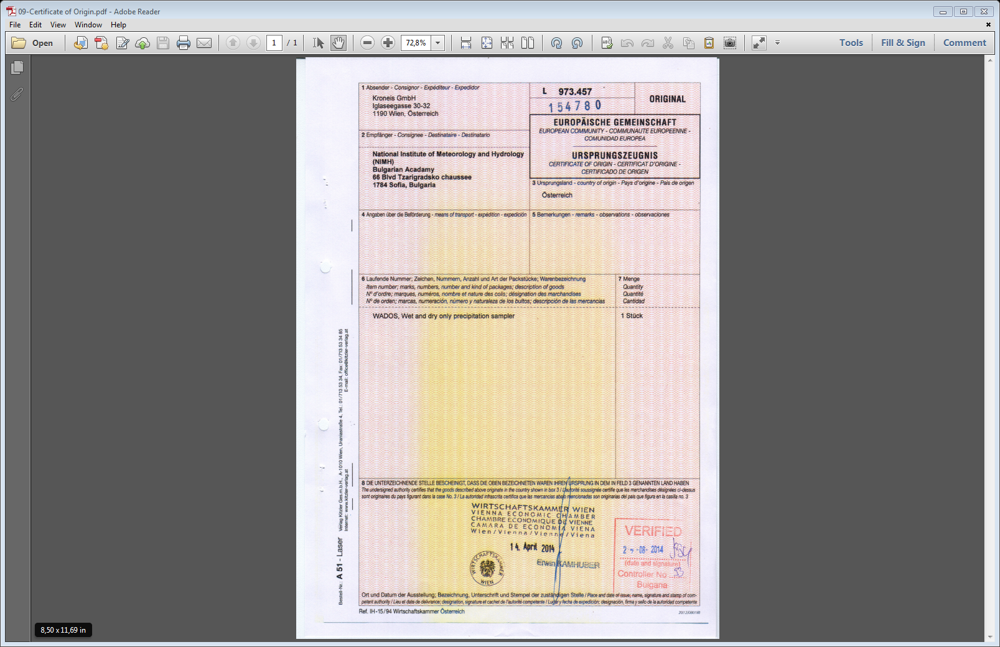 09-Certificate of Origin.pdf - Adobe Reader
File Edit View Window Help
Open
1 / 1
72,8%
Tools
Fill & Sign
Comment
1 Absender - Consignor - Expéditeur - Expedidor
Kroneis GmbH
Iglaseegasse 30-32
1190 Wien, Österreich
L 973.457
154780
ORIGINAL
EUROPÄISCHE GEMEINSCHAFT
EUROPEAN COMMUNITY - COMMUNAUTE EUROPEENNE -
COMUNIDAD EUROPEA
URSPRUNGSZEUGNIS
CERTIFICATE OF ORIGIN - CERTIFICAT D'ORIGINE -
CERTIFICADO DE ORIGEN
2 Empfänger - Consignee - Destinataire - Destinatario
National Institute of Meteorology and Hydrology
(NIMH)
Bulgarian Acadamy
66 Blvd Tzarigradsko chaussee
1784 Sofia, Bulgaria
3 Ursprungsland - country of origin - Pays d'origine - Pais de origen
Österreich
4 Angaben über die Beförderung - means of transport - expédition - expedición
5 Bemerkungen - remarks - observations - observaciones
6 Laufende Nummer; Zeichen, Nummern, Anzahl und Art der Packstücke; Warenbezeichnung
Item number; marks, numbers, number and kind of packages; description of goods
N° d'ordre; marques, numéros, nombre et nature des colis; désignation des marchandises
N° de orden; marcas, numeración, número y naturaleza de los bultos; descripción de las mercancias
7 Menge
Quantity
Quantité
Cantidad
WADOS, Wet and dry only precipitation sampler
1 Stück
8 DIE UNTERZEICHNENDE STELLE BESCHEINIGT, DASS DIE OBEN BEZEICHNETEN WAREN IHREN URSPRUNG IN DEM IN FELD 3 GENANNTEN LAND HABEN
The undersigned authority certifies that the goods described above originate in the country shown in box 3 / L'autorité soussignée certifie que les marchandises désignées ci-dessus
sont originaires du pays figurant dans la case No. 3 / La autoridad infrascrita certifica que las mercancias abajo mencionadas son originarias del pais que figura en la casilla no. 3
WIRTSCHAFTSKAMMER WIEN
VIENNA ECONOMIC CHAMBER
CHAMBRE ECONOMIQUE DE VIENNE
CAMARA DE ECONOMIA VIENA
Wien / Vienna / Vienne / Viena
14. April 2014
Erwin KAMHUBER
WIRTSCHAFTSKAMMER
WIEN
VERIFIED
-08- 2014
(date and signature)
Controller No 93
Bulgaria
Ort und Datum der Ausstellung; Bezeichnung, Unterschrift und Stempel der zuständigen Stelle / Place and date of issue; name, signature and stamp of com-
petent authority / Lieu et date de delivrance; designation, signature et cachet de l'autorité competente / Lugar y fecha de expedición; designación, firma y sello de la autoridad competente
Ref. IH-15/94 Wirtschaftskammer Österreich
Bestell-Nr.: A 51 - Laser
Verlag Kitzler Ges.m.b.H., A-1010 Wien, Uraniastraße 4, Tel.: 01/713 53 34, Fax: 01/713 53 34 85
Internet: www.kitzler-verlag.at E-mail: office@kitzler-verlag.at
8,50 x 11,69 in